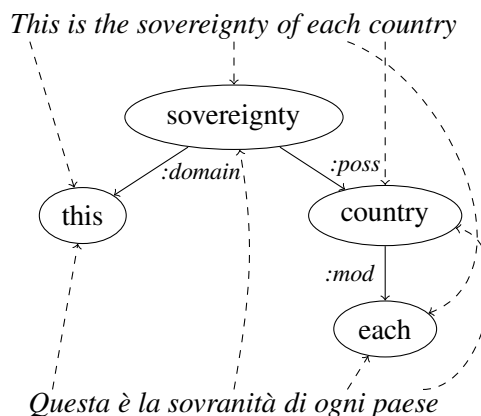 This is the sovereignty of each country
sovereignty
:domain
:poss
this
country
:mod
each
Questa è la sovranità di ogni paese